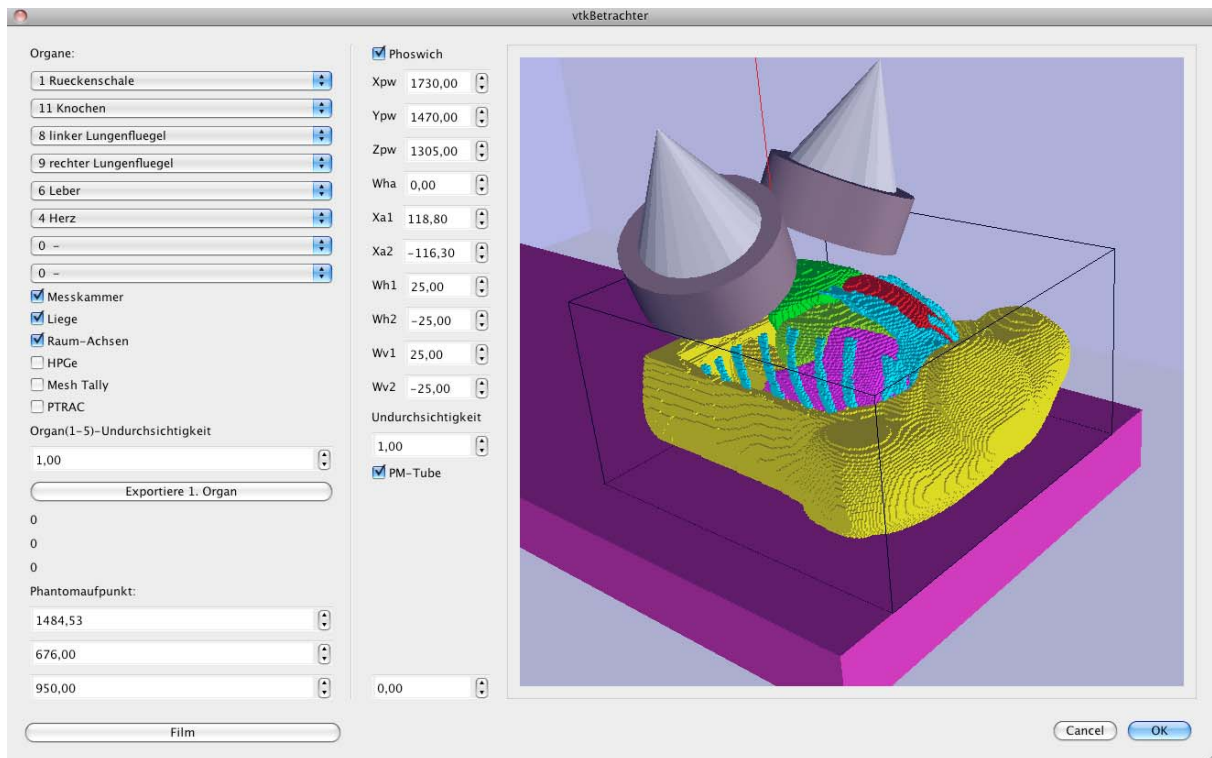 vtkBetrachter
Organe:
1 Rueckenschale
11 Knochen
8 linker Lungenfluegel
9 rechter Lungenfluegel
6 Leber
4 Herz
0 -
0 -
Messkammer
Liege
Raum-Achsen
HPGe
Mesh Tally
PTRAC
Organ(1-5)-Undurchsichtigkeit
1,00
Exportiere 1. Organ
0
0
0
Phantomaufpunkt:
1484,53
676,00
950,00
Film
Phoswich
Xpw 1730,00
Ypw 1470,00
Zpw 1305,00
Wha 0,00
Xa1 118,80
Xa2 -116,30
Wh1 25,00
Wh2 -25,00
Wv1 25,00
Wv2 -25,00
Undurchsichtigkeit
1,00
PM-Tube
0,00
Cancel
OK